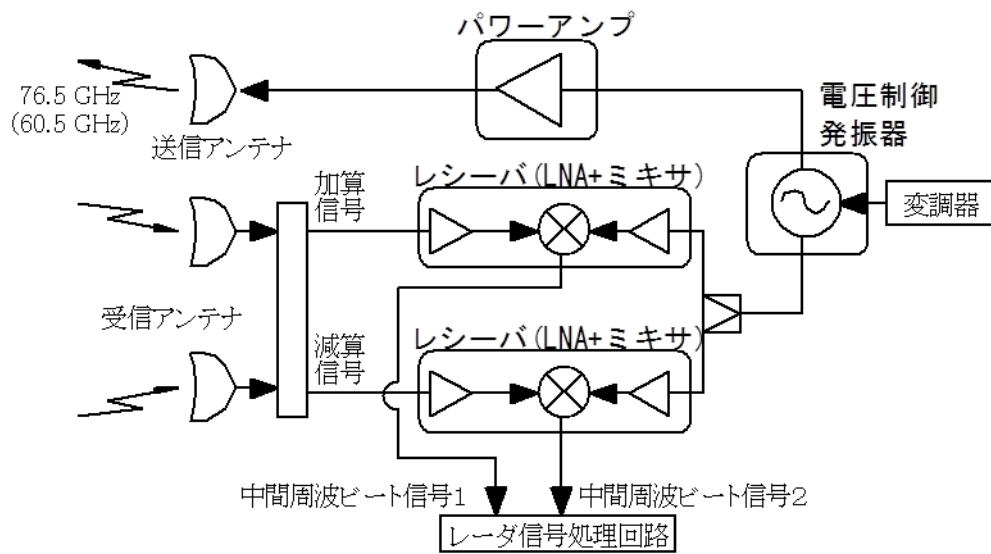 パワーアンプ
76.5 GHz
(60.5 GHz)
送信アンテナ
電圧制御
発振器
変調器
加算
信号
レシーバ(LNA+ミキサ)
受信アンテナ
減算
信号
レシーバ(LNA+ミキサ)
中間周波ビート信号1
中間周波ビート信号2
レーダ信号処理回路